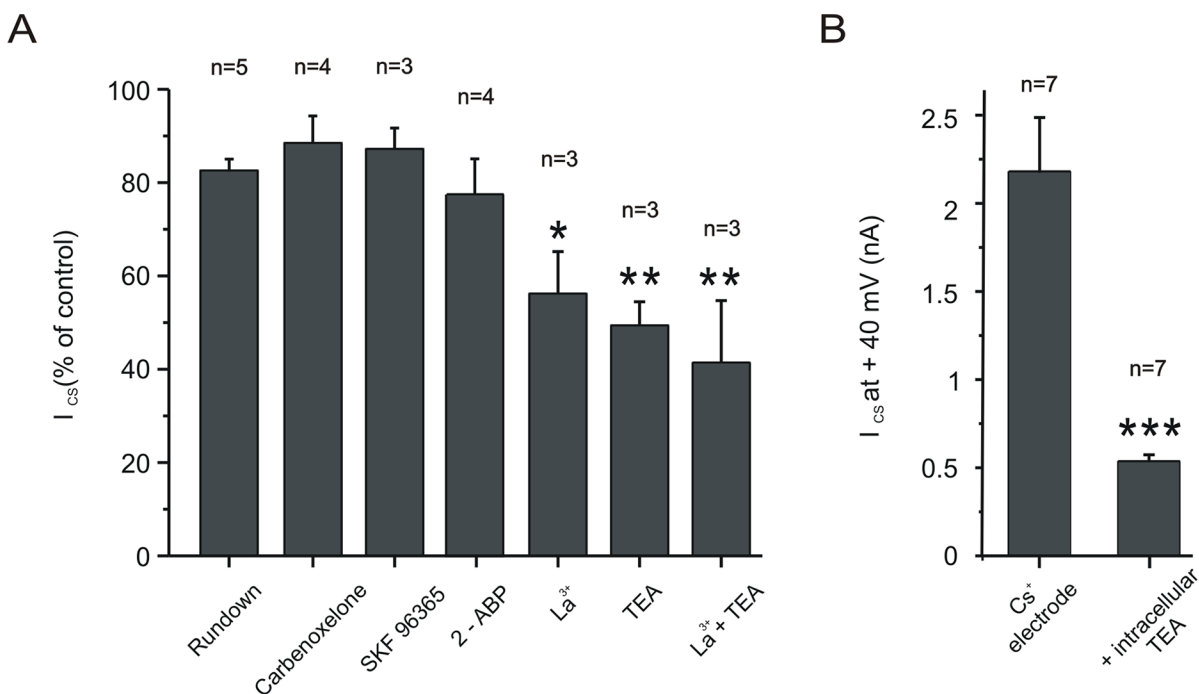 A
n=5 n=4 n=3
n=4
n=3
n=3
n=3
*
** **
100
80
60
40
20
0
I CS(% of control)
Rundown
Carbenoxelone
SKF 96365
2 - ABP
La3+
TEA
La3+ + TEA
B
n=7
n=7
***
2.5
2
1.5
1
0.5
0
I CS at + 40 mV (nA)
Cs+
electrode
+ intracellular
TEA